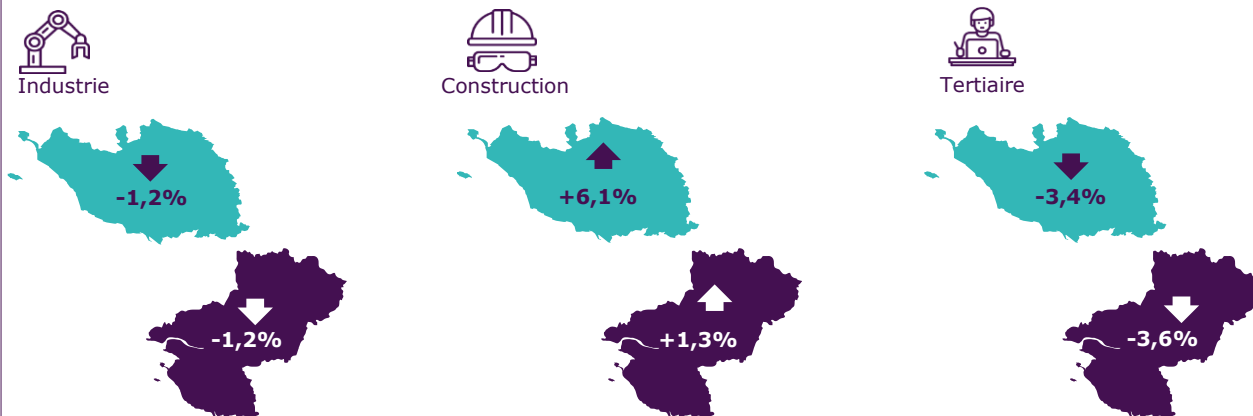 Industrie
Construction
Tertiaire
-1,2%
+6,1%
-3,4%
-1,2%
+1,3%
-3,6%